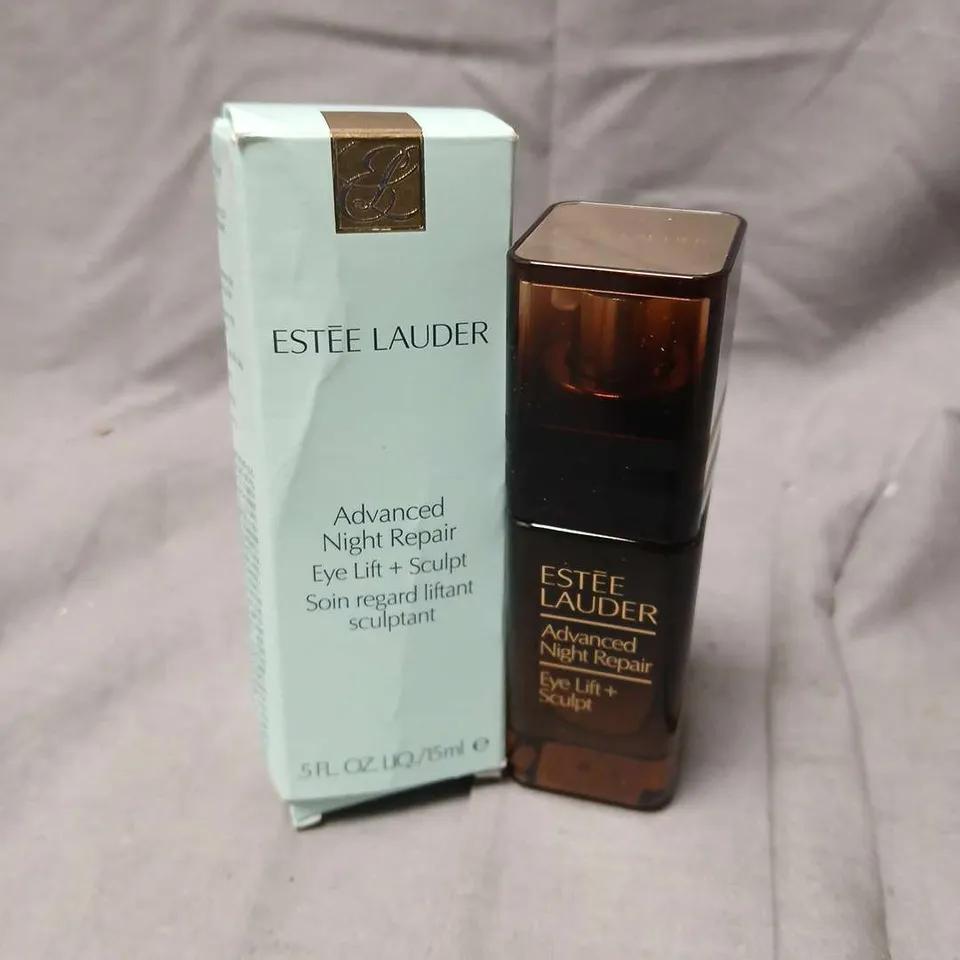 ESTĒE LAUDER
Advanced
Night Repair
Eye Lift + Sculpt
Soin regard liftant
sculptant
.5 FL. OZ. LIQ./15ml ℮
ESTĒE
LAUDER
Advanced
Night Repair
Eye Lift +
Sculpt